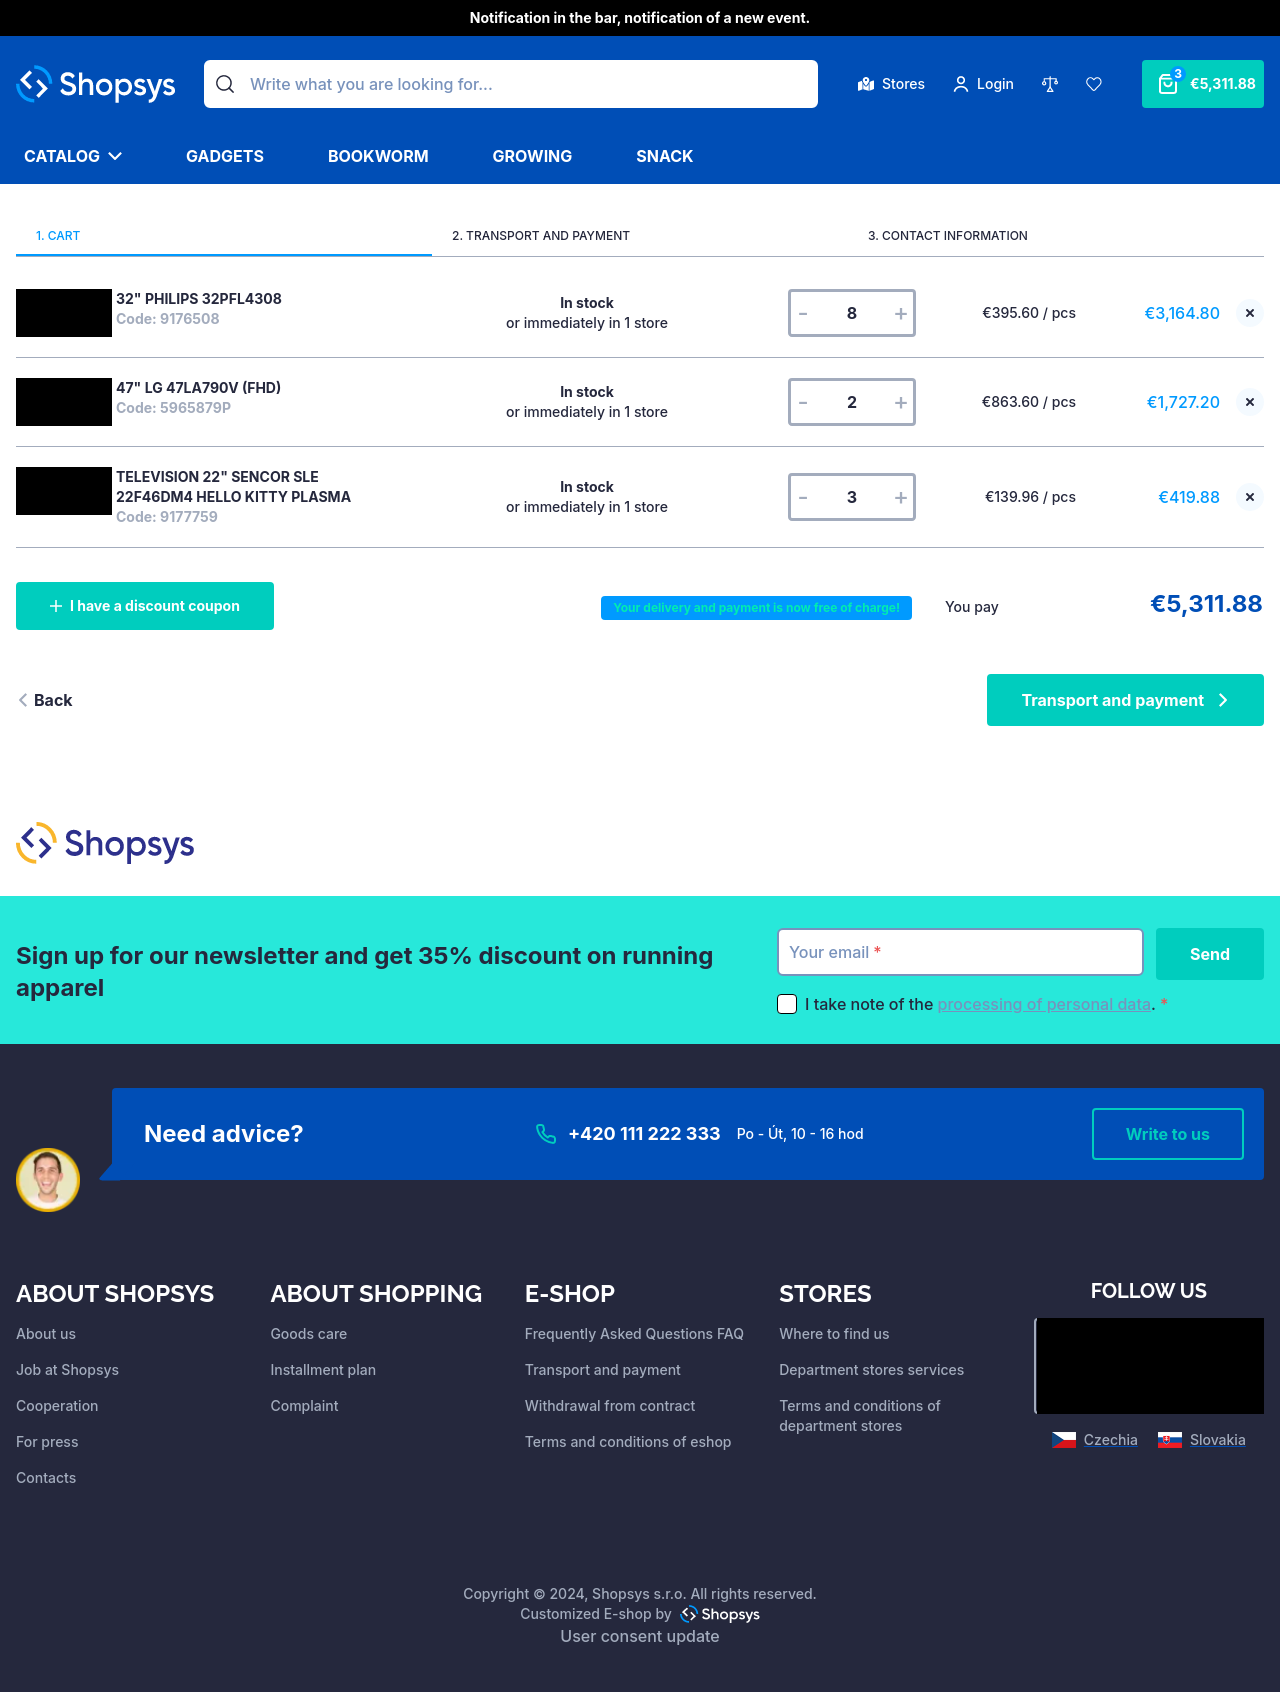 Notification in the bar, notification of a new event.
Shopsys
Write what you are looking for...
Stores
Login
3
€5,311.88
CATALOG
GADGETS
BOOKWORM
GROWING
SNACK
1. CART
2. TRANSPORT AND PAYMENT
3. CONTACT INFORMATION
32" PHILIPS 32PFL4308
Code: 9176508
In stock
or immediately in 1 store
- 8 +
€395.60 / pcs
€3,164.80
47" LG 47LA790V (FHD)
Code: 5965879P
In stock
or immediately in 1 store
- 2 +
€863.60 / pcs
€1,727.20
TELEVISION 22" SENCOR SLE
22F46DM4 HELLO KITTY PLASMA
Code: 9177759
In stock
or immediately in 1 store
- 3 +
€139.96 / pcs
€419.88
I have a discount coupon
Your delivery and payment is now free of charge!
You pay
€5,311.88
Back
Transport and payment
Shopsys
Sign up for our newsletter and get 35% discount on running
apparel
Your email *
Send
I take note of the processing of personal data. *
Need advice?
+420 111 222 333
Po - Út, 10 - 16 hod
Write to us
ABOUT SHOPSYS
About us
Job at Shopsys
Cooperation
For press
Contacts
ABOUT SHOPPING
Goods care
Installment plan
Complaint
E-SHOP
Frequently Asked Questions FAQ
Transport and payment
Withdrawal from contract
Terms and conditions of eshop
STORES
Where to find us
Department stores services
Terms and conditions of
department stores
FOLLOW US
Czechia
Slovakia
Copyright © 2024, Shopsys s.r.o. All rights reserved.
Customized E-shop by Shopsys
User consent update